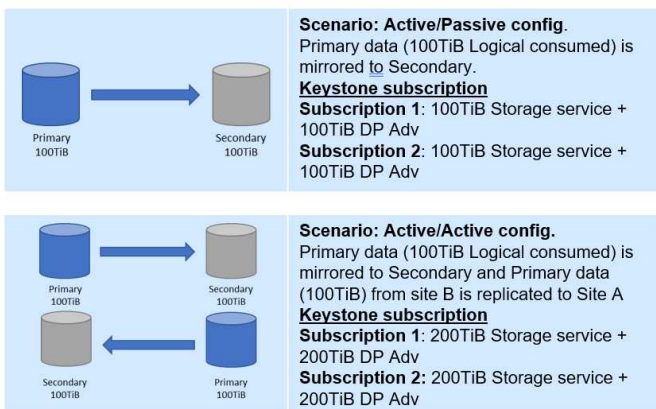 Primary
100TiB
Secondary
100TiB
Scenario: Active/Passive config.
Primary data (100TiB Logical consumed) is
mirrored to Secondary.
Keystone subscription
Subscription 1: 100TiB Storage service +
100TiB DP Adv
Subscription 2: 100TiB Storage service +
100TiB DP Adv
Primary
100TiB
Secondary
100TiB
Secondary
100TiB
Primary
100TiB
Scenario: Active/Active config.
Primary data (100TiB Logical consumed) is
mirrored to Secondary and Primary data
(100TiB) from site B is replicated to Site A
Keystone subscription
Subscription 1: 200TiB Storage service +
200TiB DP Adv
Subscription 2: 200TiB Storage service +
200TiB DP Adv